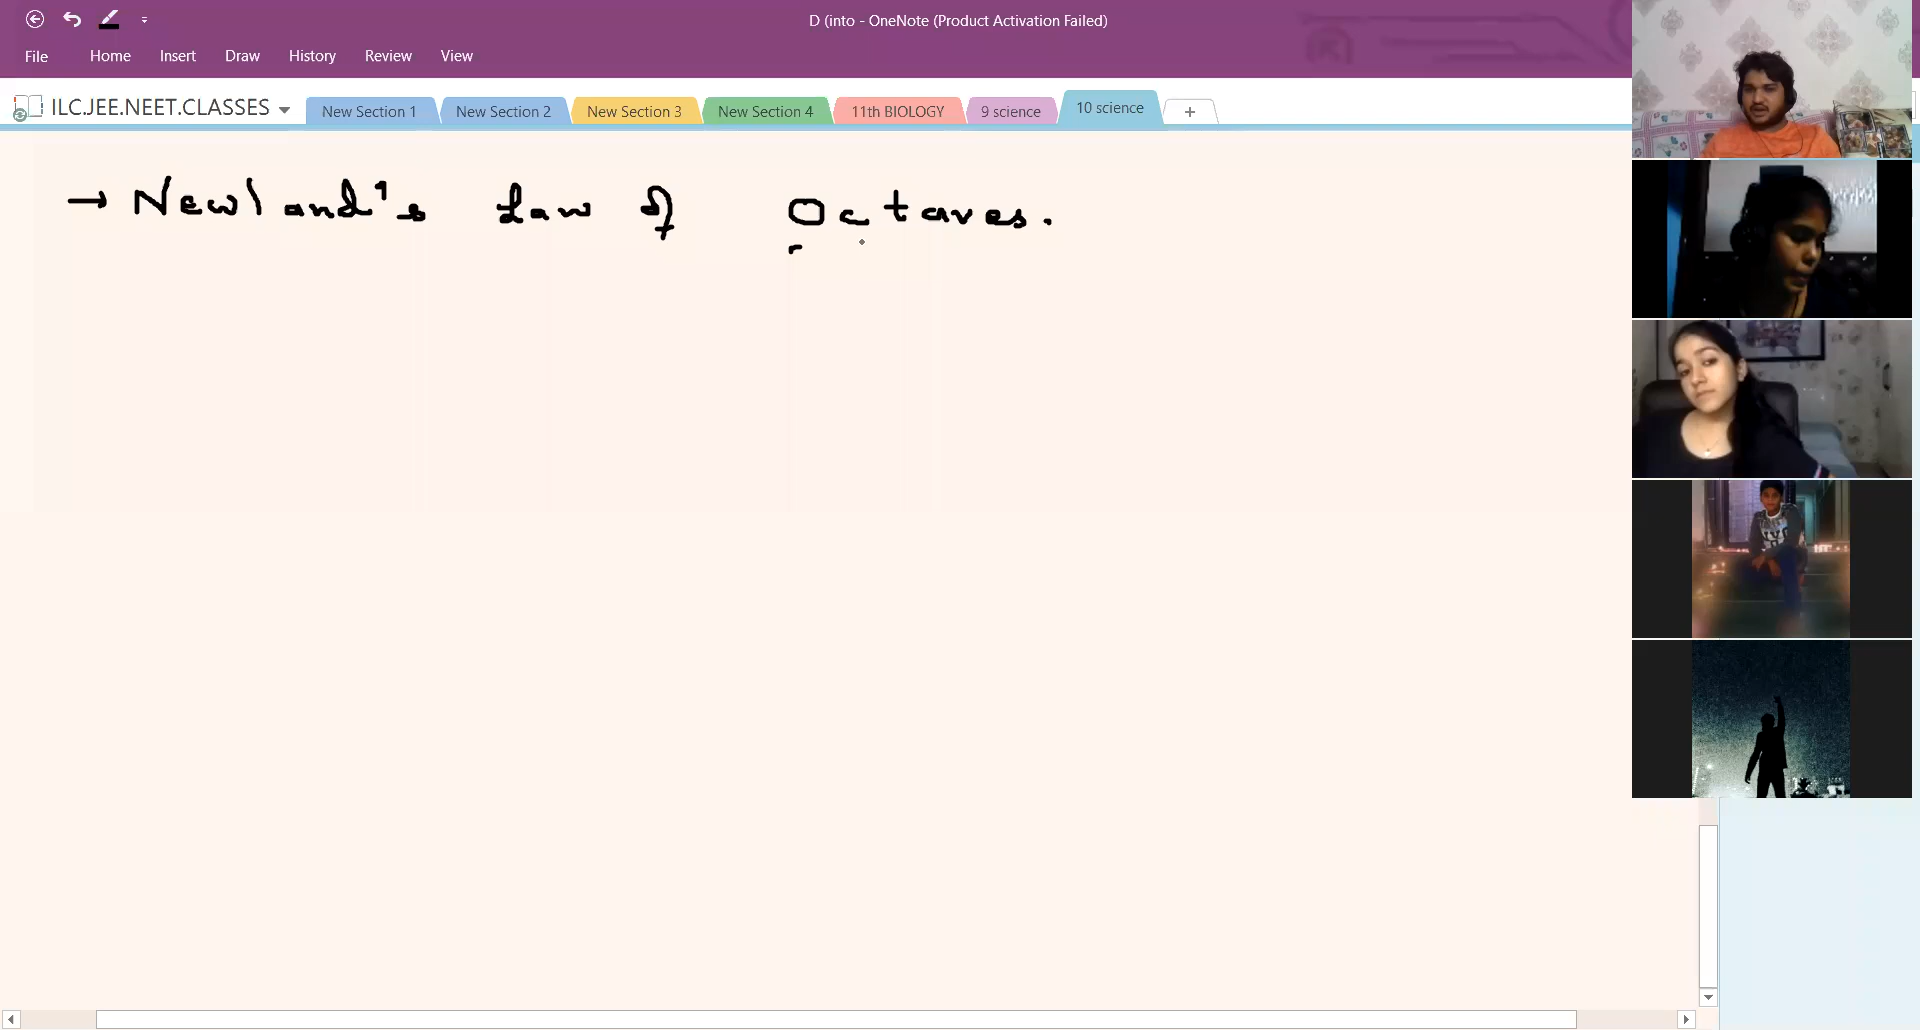 D (into - OneNote (Product Activation Failed)
File Home Insert Draw History Review View
ILC.JEE.NEET.CLASSES New Section 1 New Section 2 New Section 3 New Section 4 11th BIOLOGY 9 science 10 science +
→ Newland's Law of Octaves.